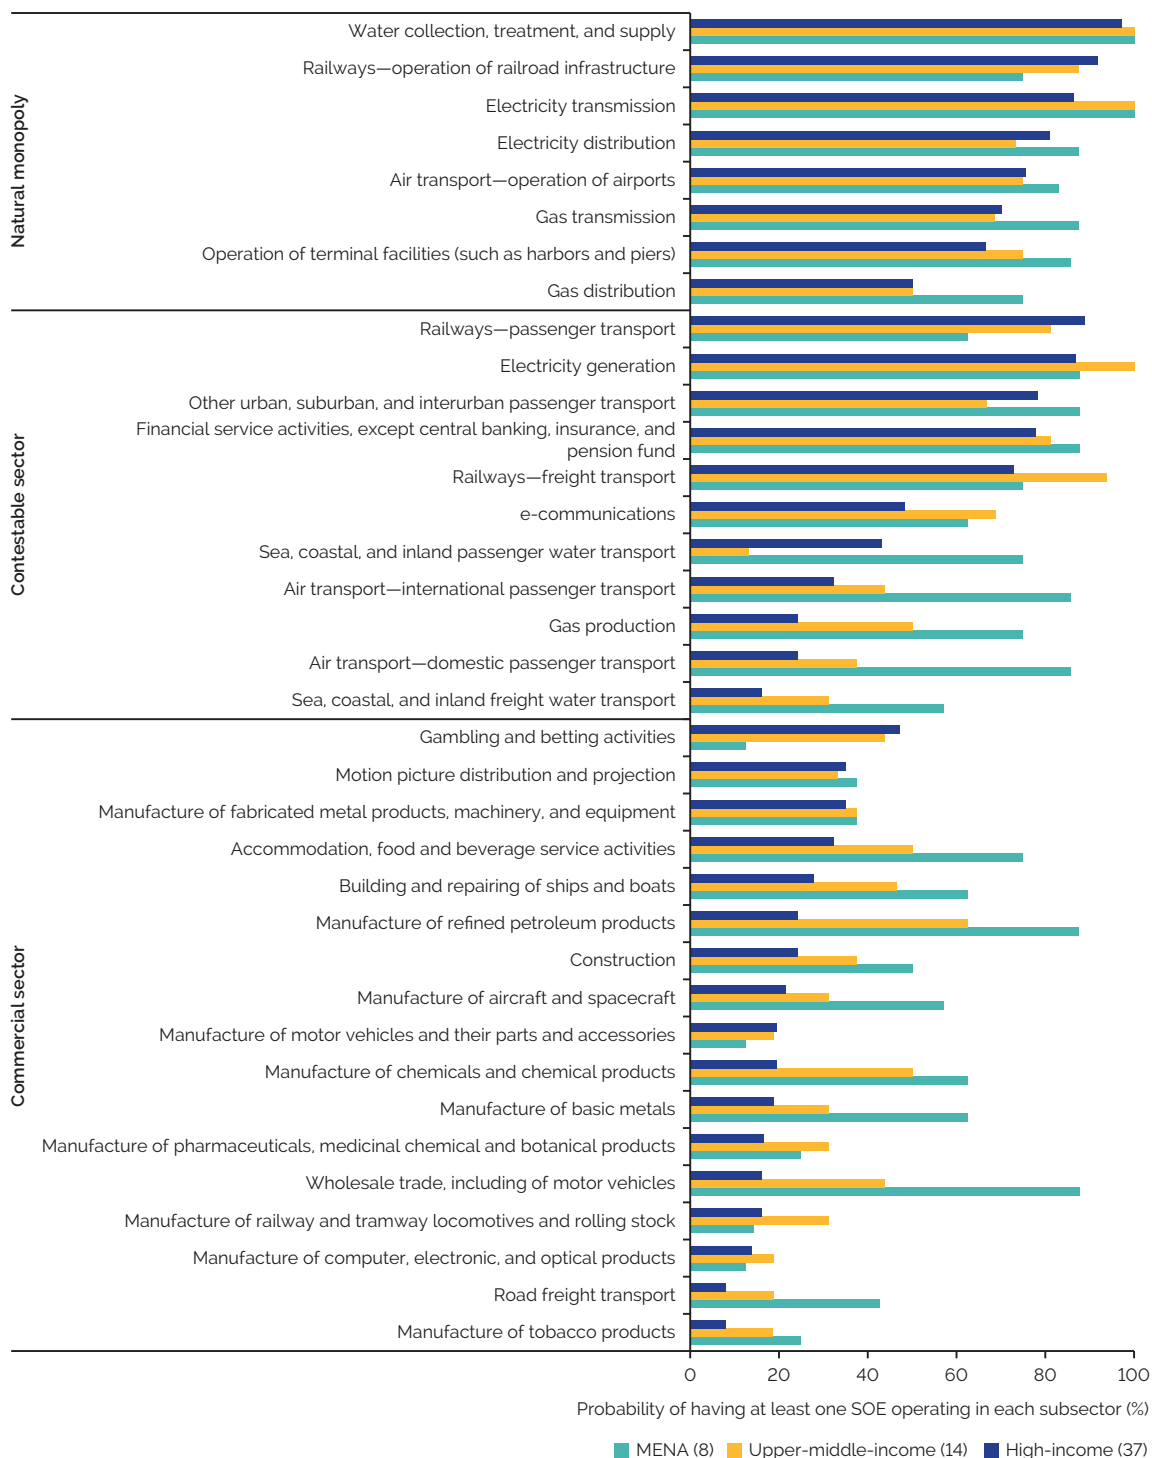 Natural monopoly
Water collection, treatment, and supply
Railways—operation of railroad infrastructure
Electricity transmission
Electricity distribution
Air transport—operation of airports
Gas transmission
Operation of terminal facilities (such as harbors and piers)
Gas distribution
Contestable sector
Railways—passenger transport
Electricity generation
Other urban, suburban, and interurban passenger transport
Financial service activities, except central banking, insurance, and
pension fund
Railways—freight transport
e-communications
Sea, coastal, and inland passenger water transport
Air transport—international passenger transport
Gas production
Air transport—domestic passenger transport
Sea, coastal, and inland freight water transport
Commercial sector
Gambling and betting activities
Motion picture distribution and projection
Manufacture of fabricated metal products, machinery, and equipment
Accommodation, food and beverage service activities
Building and repairing of ships and boats
Manufacture of refined petroleum products
Construction
Manufacture of aircraft and spacecraft
Manufacture of motor vehicles and their parts and accessories
Manufacture of chemicals and chemical products
Manufacture of basic metals
Manufacture of pharmaceuticals, medicinal chemical and botanical products
Wholesale trade, including of motor vehicles
Manufacture of railway and tramway locomotives and rolling stock
Manufacture of computer, electronic, and optical products
Road freight transport
Manufacture of tobacco products
0 20 40 60 80 100
Probability of having at least one SOE operating in each subsector (%)
MENA (8) Upper-middle-income (14) High-income (37)